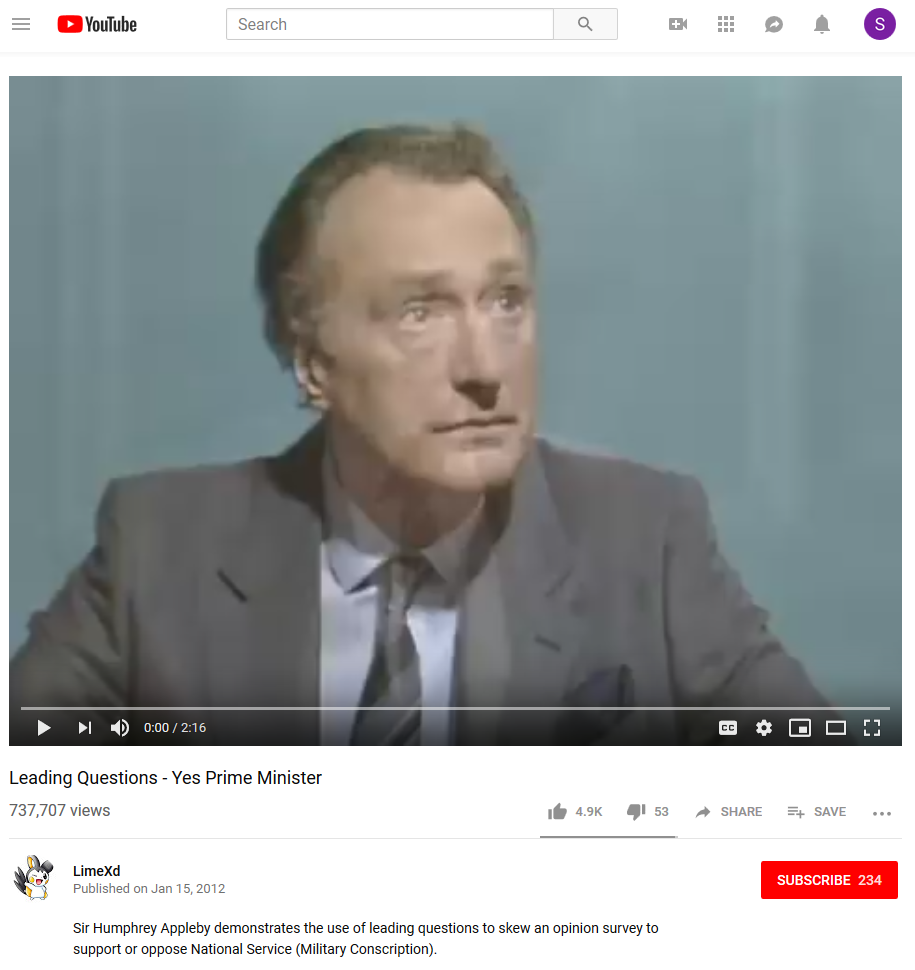 YouTube
Search
S
0:00 / 2:16
CC
Leading Questions - Yes Prime Minister
737,707 views
4.9K
53
SHARE
SAVE
LimeXd
Published on Jan 15, 2012
SUBSCRIBE 234
Sir Humphrey Appleby demonstrates the use of leading questions to skew an opinion survey to
support or oppose National Service (Military Conscription).